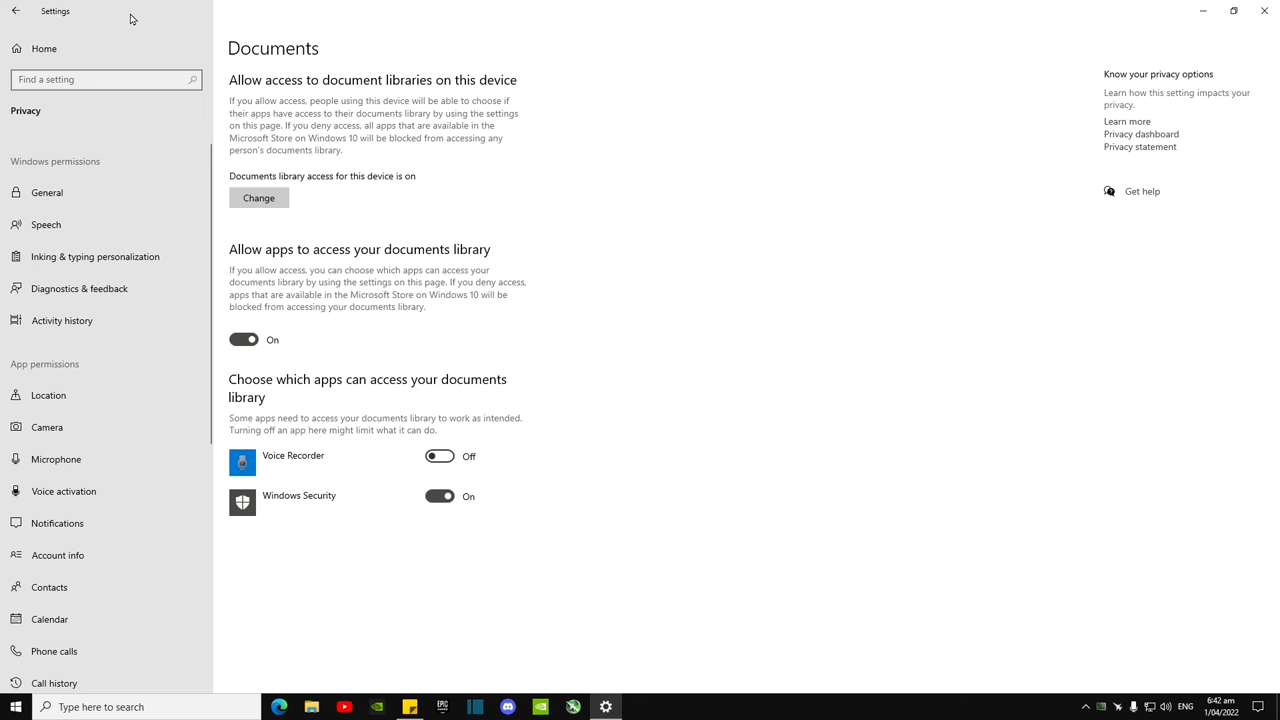 Settings
Home
Find a setting
Privacy
Windows permissions
General
Speech
Inking & typing personalization
Diagnostics & feedback
Activity history
App permissions
Location
Camera
Microphone
Voice activation
Notifications
Account info
Contacts
Calendar
Phone calls
Call history
Documents
Allow access to document libraries on this device
If you allow access, people using this device will be able to choose if
their apps have access to their documents library by using the settings
on this page. If you deny access, all apps that are available in the
Microsoft Store on Windows 10 will be blocked from accessing any
person's documents library.
Documents library access for this device is on
Change
Allow apps to access your documents library
If you allow access, you can choose which apps can access your
documents library by using the settings on this page. If you deny access,
apps that are available in the Microsoft Store on Windows 10 will be
blocked from accessing your documents library.
On
Choose which apps can access your documents
library
Some apps need to access your documents library to work as intended.
Turning off an app here might limit what it can do.
Voice Recorder
Off
Windows Security
On
Know your privacy options
Learn how this setting impacts your
privacy.
Learn more
Privacy dashboard
Privacy statement
Get help
Type here to search
EPIC
ENG
6:42 am
1/04/2022